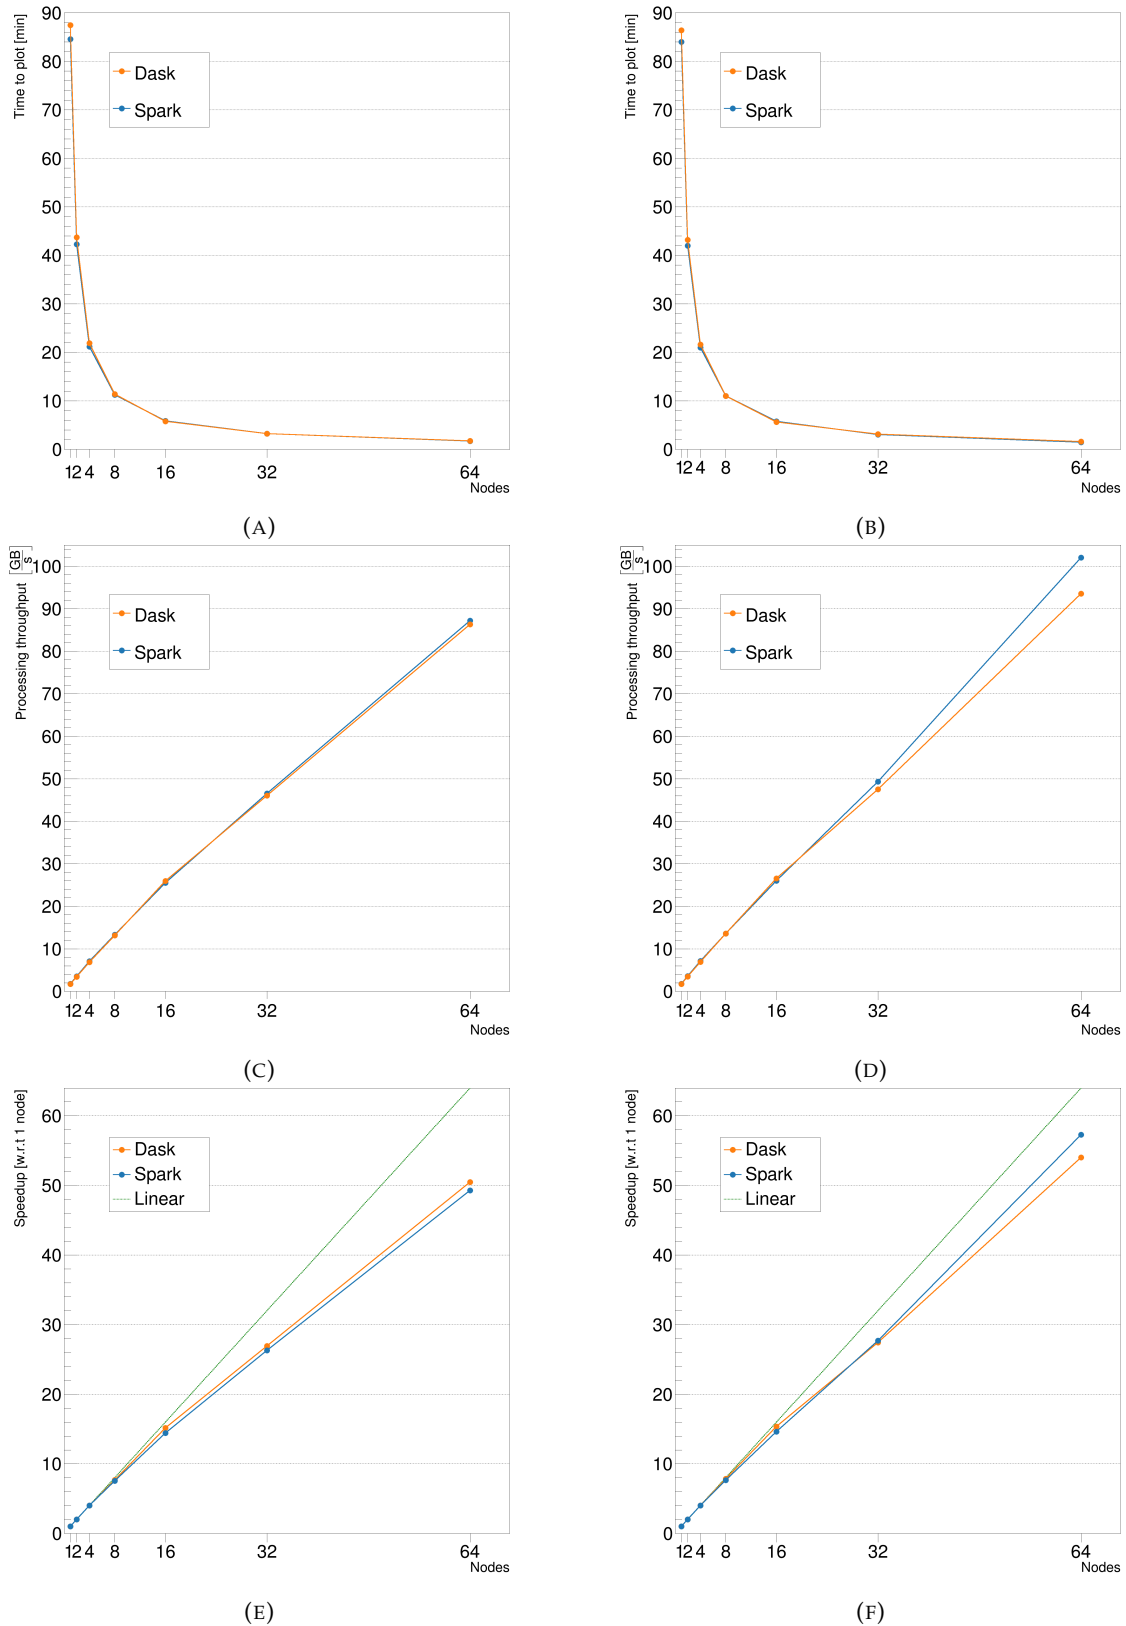 Time to plot [min]
90
80
70
60
50
40
30
20
10
0
Dask
Spark
1 2 4 8 16 32 64
Nodes
(A)
Time to plot [min]
90
80
70
60
50
40
30
20
10
0
Dask
Spark
1 2 4 8 16 32 64
Nodes
(B)
Processing throughput [GB/s]
100
90
80
70
60
50
40
30
20
10
0
Dask
Spark
1 2 4 8 16 32 64
Nodes
(C)
Processing throughput [GB/s]
100
90
80
70
60
50
40
30
20
10
0
Dask
Spark
1 2 4 8 16 32 64
Nodes
(D)
Speedup [w.r.t 1 node]
60
50
40
30
20
10
0
Dask
Spark
Linear
1 2 4 8 16 32 64
Nodes
(E)
Speedup [w.r.t 1 node]
60
50
40
30
20
10
0
Dask
Spark
Linear
1 2 4 8 16 32 64
Nodes
(F)